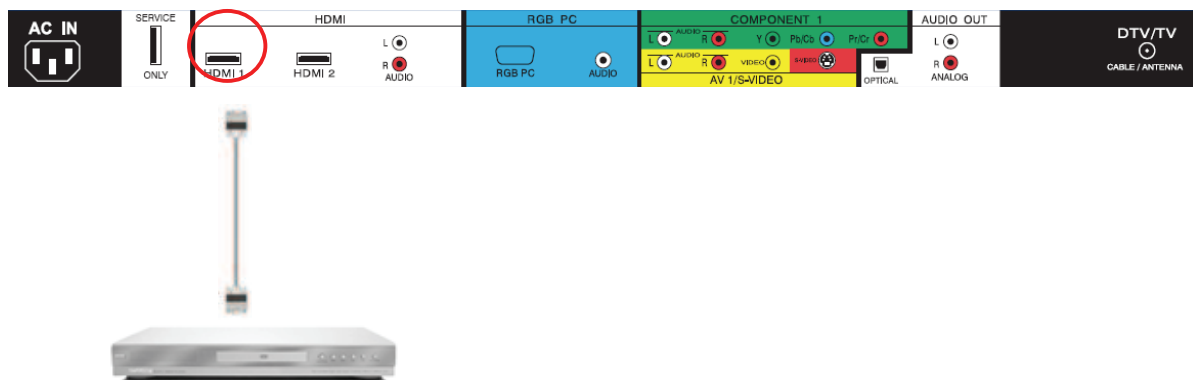 AC IN
SERVICE
ONLY
HDMI
HDMI 1
HDMI 2
L
R
AUDIO
RGB PC
RGB PC
AUDIO
COMPONENT 1
L AUDIO R Y Pb/Cb Pr/Cr
L AUDIO R VIDEO S-VIDEO
AV 1/S-VIDEO
OPTICAL
AUDIO OUT
L
R
ANALOG
DTV/TV
CABLE / ANTENNA